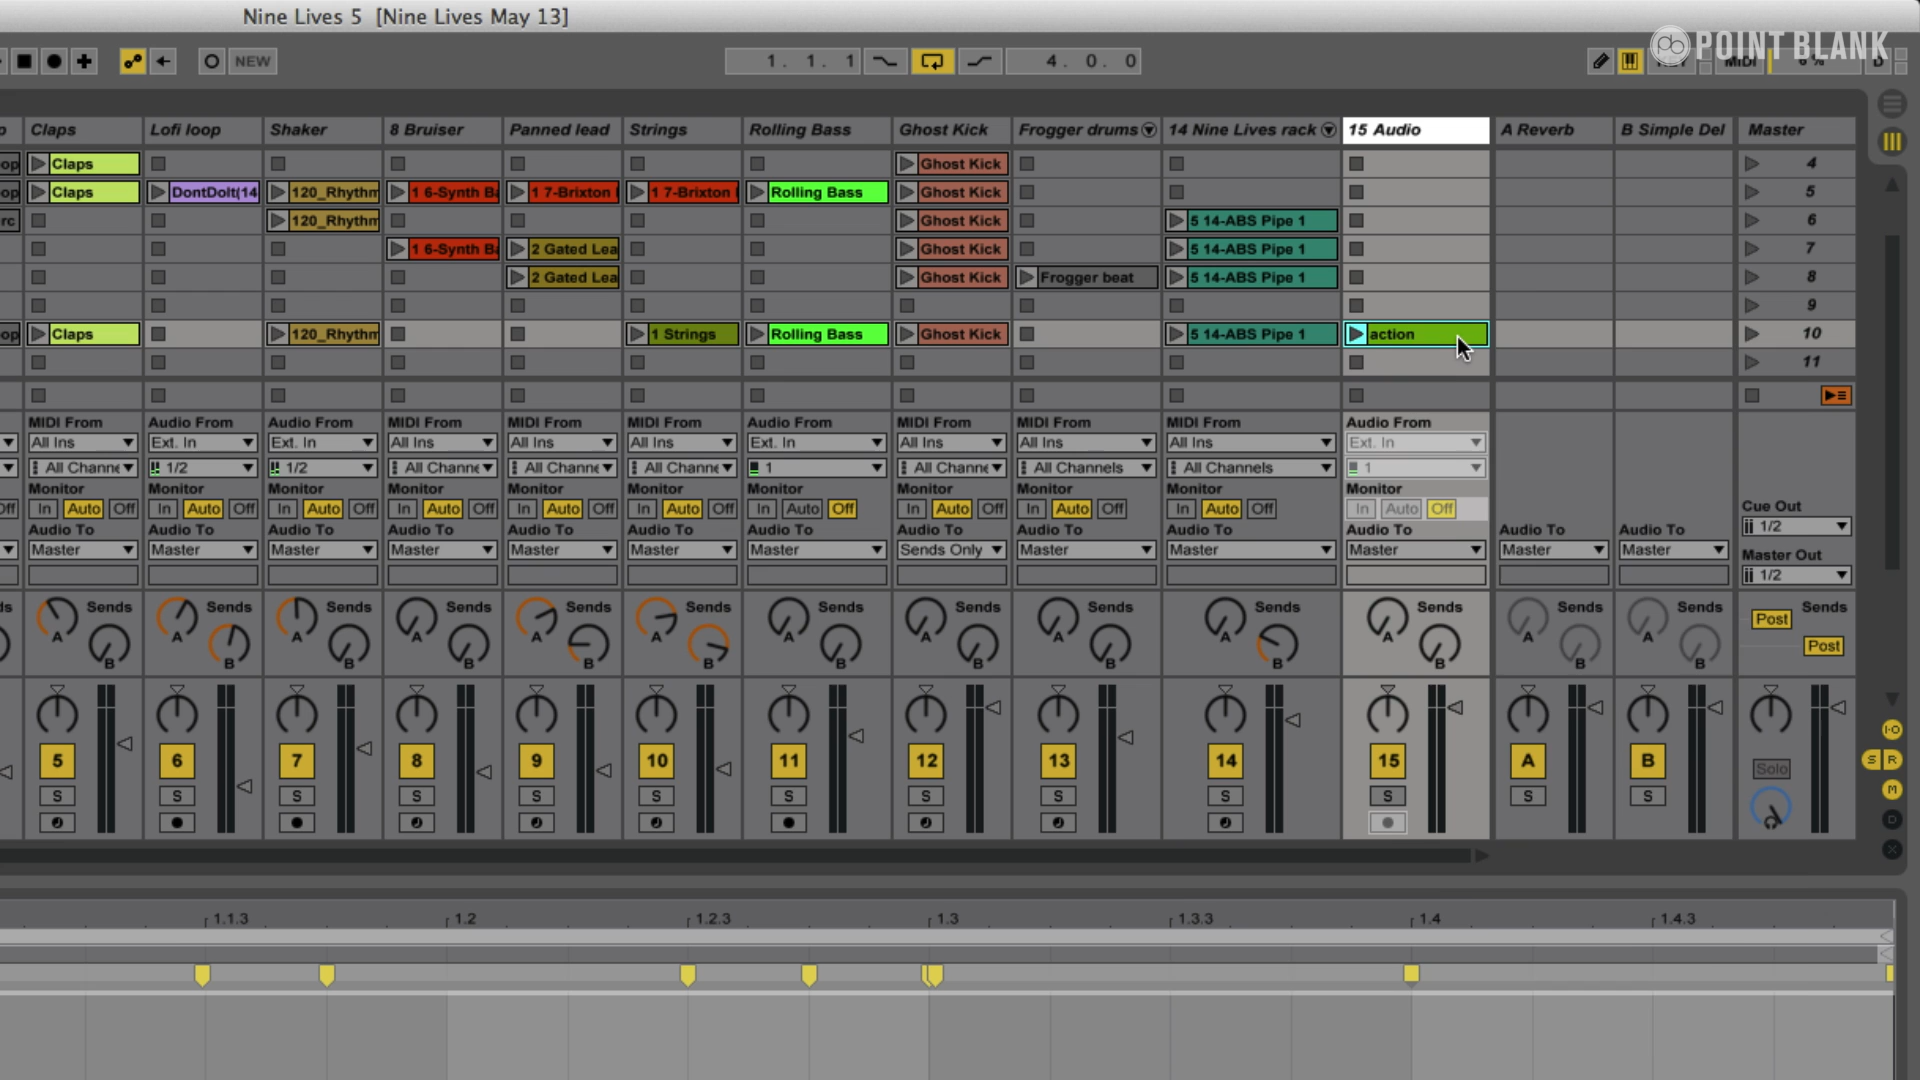 Nine Lives 5 [Nine Lives May 13]
NEW 1. 1. 1 4. 0. 0 MIDI 6 % D
pb POINT BLANK
Claps Lofi loop Shaker 8 Bruiser Panned lead Strings Rolling Bass Ghost Kick Frogger drums 14 Nine Lives rack 15 Audio A Reverb B Simple Del Master
op Claps Ghost Kick 4
op Claps DontDoIt(14 120_Rhythm 1 6-Synth Ba 1 7-Brixton 1 7-Brixton Rolling Bass Ghost Kick 5
rc 120_Rhythm Ghost Kick 5 14-ABS Pipe 1 6
1 6-Synth Ba 2 Gated Lea Ghost Kick 5 14-ABS Pipe 1 7
2 Gated Lea Ghost Kick Frogger beat 5 14-ABS Pipe 1 8
9
op Claps 120_Rhythm 1 Strings Rolling Bass Ghost Kick 5 14-ABS Pipe 1 action 10
11
MIDI From Audio From Audio From MIDI From MIDI From MIDI From Audio From MIDI From MIDI From MIDI From Audio From
All Ins Ext. In Ext. In All Ins All Ins All Ins Ext. In All Ins All Ins All Ins Ext. In
All Channe 1/2 1/2 All Channe All Channe All Channe 1 All Channe All Channels All Channels 1
Monitor Monitor Monitor Monitor Monitor Monitor Monitor Monitor Monitor Monitor Monitor
Off In Auto Off In Auto Off In Auto Off In Auto Off In Auto Off In Auto Off In Auto Off In Auto Off In Auto Off In Auto Off In Auto Off Cue Out
Audio To Audio To Audio To Audio To Audio To Audio To Audio To Audio To Audio To Audio To Audio To Audio To Audio To 1/2
Master Master Master Master Master Master Master Sends Only Master Master Master Master Master Master Out
1/2
ds Sends Sends Sends Sends Sends Sends Sends Sends Sends Sends Sends Sends Sends Sends
A A A A A A A A A A A A A Post
B B B B B B B B B B B B B Post
5 6 7 8 9 10 11 12 13 14 15 A B Solo
S S S S S S S S S S S S S
I·O
S R
M
D
X
1.1.3 1.2 1.2.3 1.3 1.3.3 1.4 1.4.3